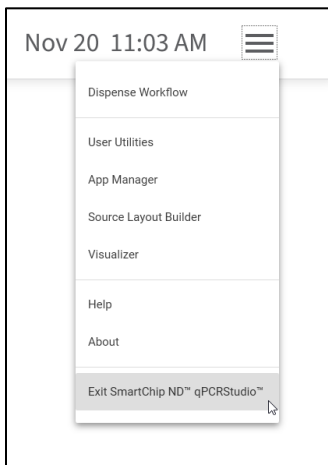 Nov 20 11:03 AM
Dispense Workflow
User Utilities
App Manager
Source Layout Builder
Visualizer
Help
About
Exit SmartChip ND™ qPCRStudio™